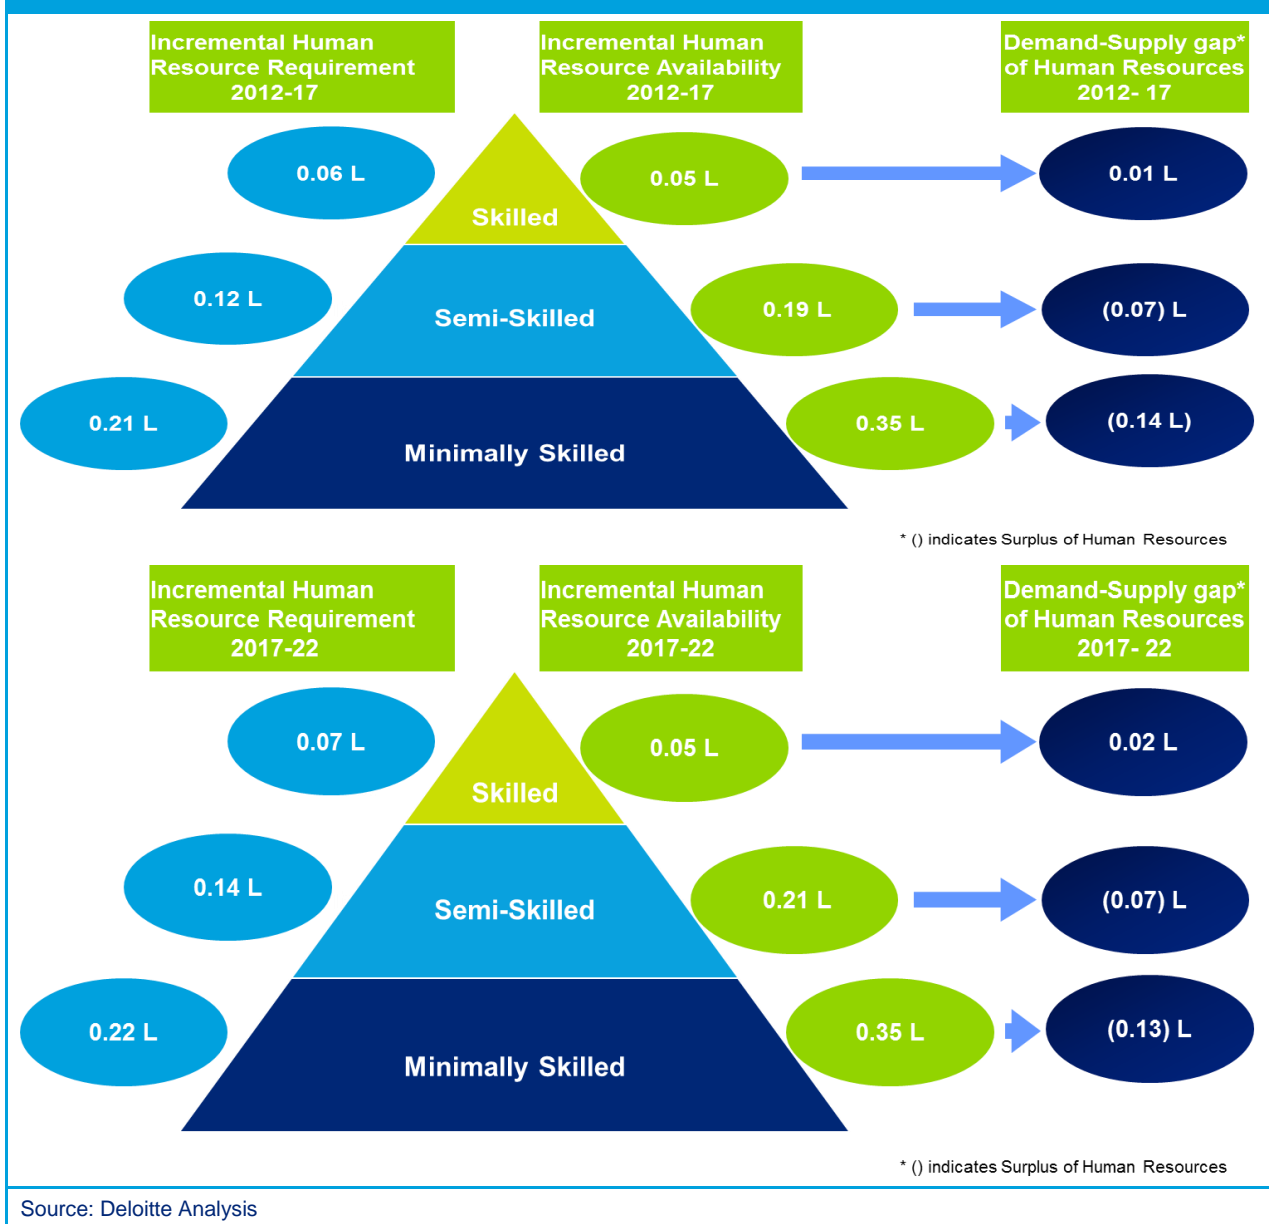 Incremental Human
Resource Requirement
2012-17
Incremental Human
Resource Availability
2012-17
Demand-Supply gap*
of Human Resources
2012- 17
0.06 L
Skilled
0.05 L
0.01 L
0.12 L
Semi-Skilled
0.19 L
(0.07) L
0.21 L
Minimally Skilled
0.35 L
(0.14 L)
* () indicates Surplus of Human Resources
Incremental Human
Resource Requirement
2017-22
Incremental Human
Resource Availability
2017-22
Demand-Supply gap*
of Human Resources
2017- 22
0.07 L
Skilled
0.05 L
0.02 L
0.14 L
Semi-Skilled
0.21 L
(0.07) L
0.22 L
Minimally Skilled
0.35 L
(0.13) L
* () indicates Surplus of Human Resources
Source: Deloitte Analysis